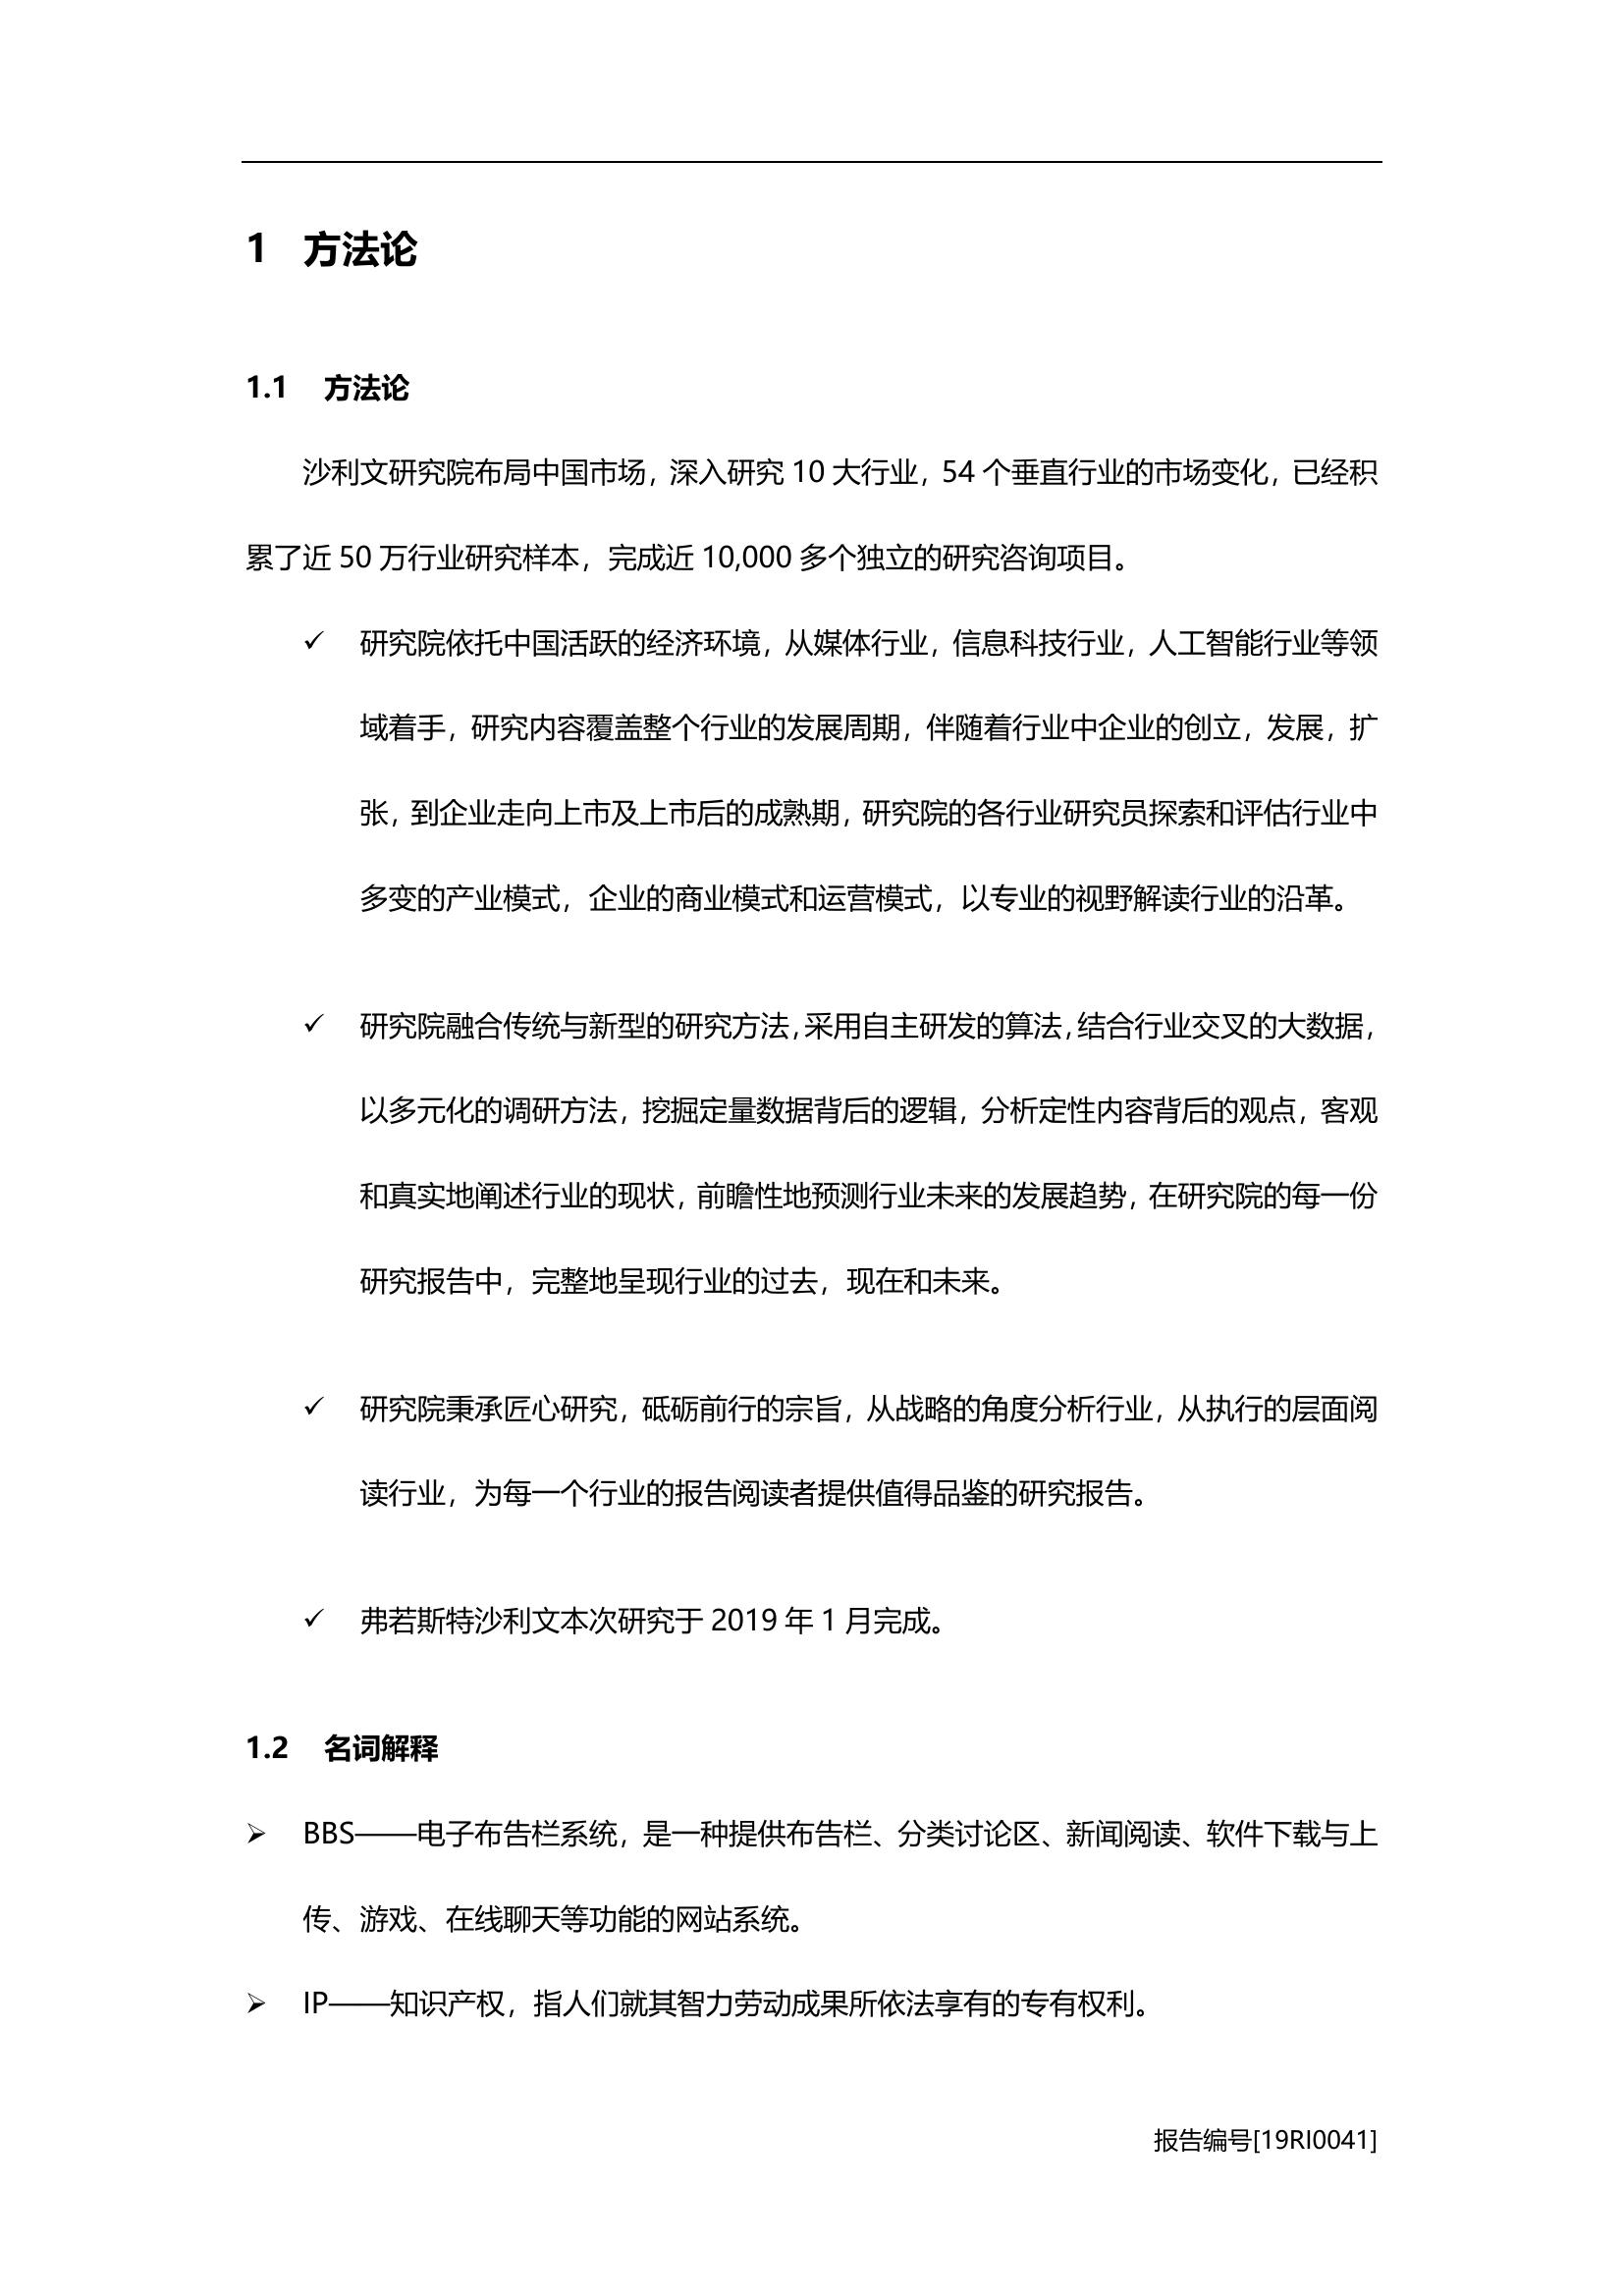 1 方法论
1.1 方法论
沙利文研究院布局中国市场，深入研究 10 大行业，54 个垂直行业的市场变化，已经积
累了近 50 万行业研究样本，完成近 10,000 多个独立的研究咨询项目。
✓ 研究院依托中国活跃的经济环境，从媒体行业，信息科技行业，人工智能行业等领
域着手，研究内容覆盖整个行业的发展周期，伴随着行业中企业的创立，发展，扩
张，到企业走向上市及上市后的成熟期，研究院的各行业研究员探索和评估行业中
多变的产业模式，企业的商业模式和运营模式，以专业的视野解读行业的沿革。
✓ 研究院融合传统与新型的研究方法，采用自主研发的算法，结合行业交叉的大数据，
以多元化的调研方法，挖掘定量数据背后的逻辑，分析定性内容背后的观点，客观
和真实地阐述行业的现状，前瞻性地预测行业未来的发展趋势，在研究院的每一份
研究报告中，完整地呈现行业的过去，现在和未来。
✓ 研究院秉承匠心研究，砥砺前行的宗旨，从战略的角度分析行业，从执行的层面阅
读行业，为每一个行业的报告阅读者提供值得品鉴的研究报告。
✓ 弗若斯特沙利文本次研究于 2019 年 1 月完成。
1.2 名词解释
➢ BBS——电子布告栏系统，是一种提供布告栏、分类讨论区、新闻阅读、软件下载与上
传、游戏、在线聊天等功能的网站系统。
➢ IP——知识产权，指人们就其智力劳动成果所依法享有的专有权利。
报告编号[19RI0041]